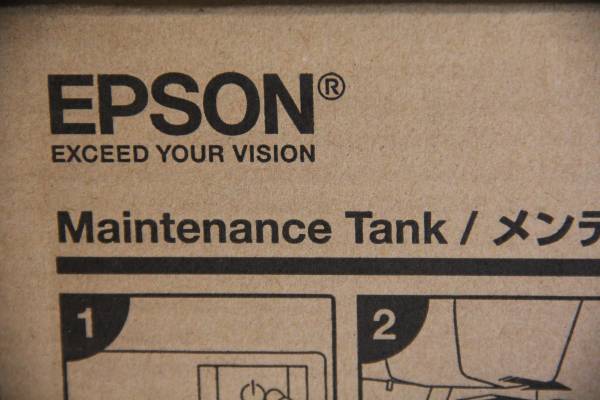 EPSON®
EXCEED YOUR VISION
Maintenance Tank / メンテ
1
2